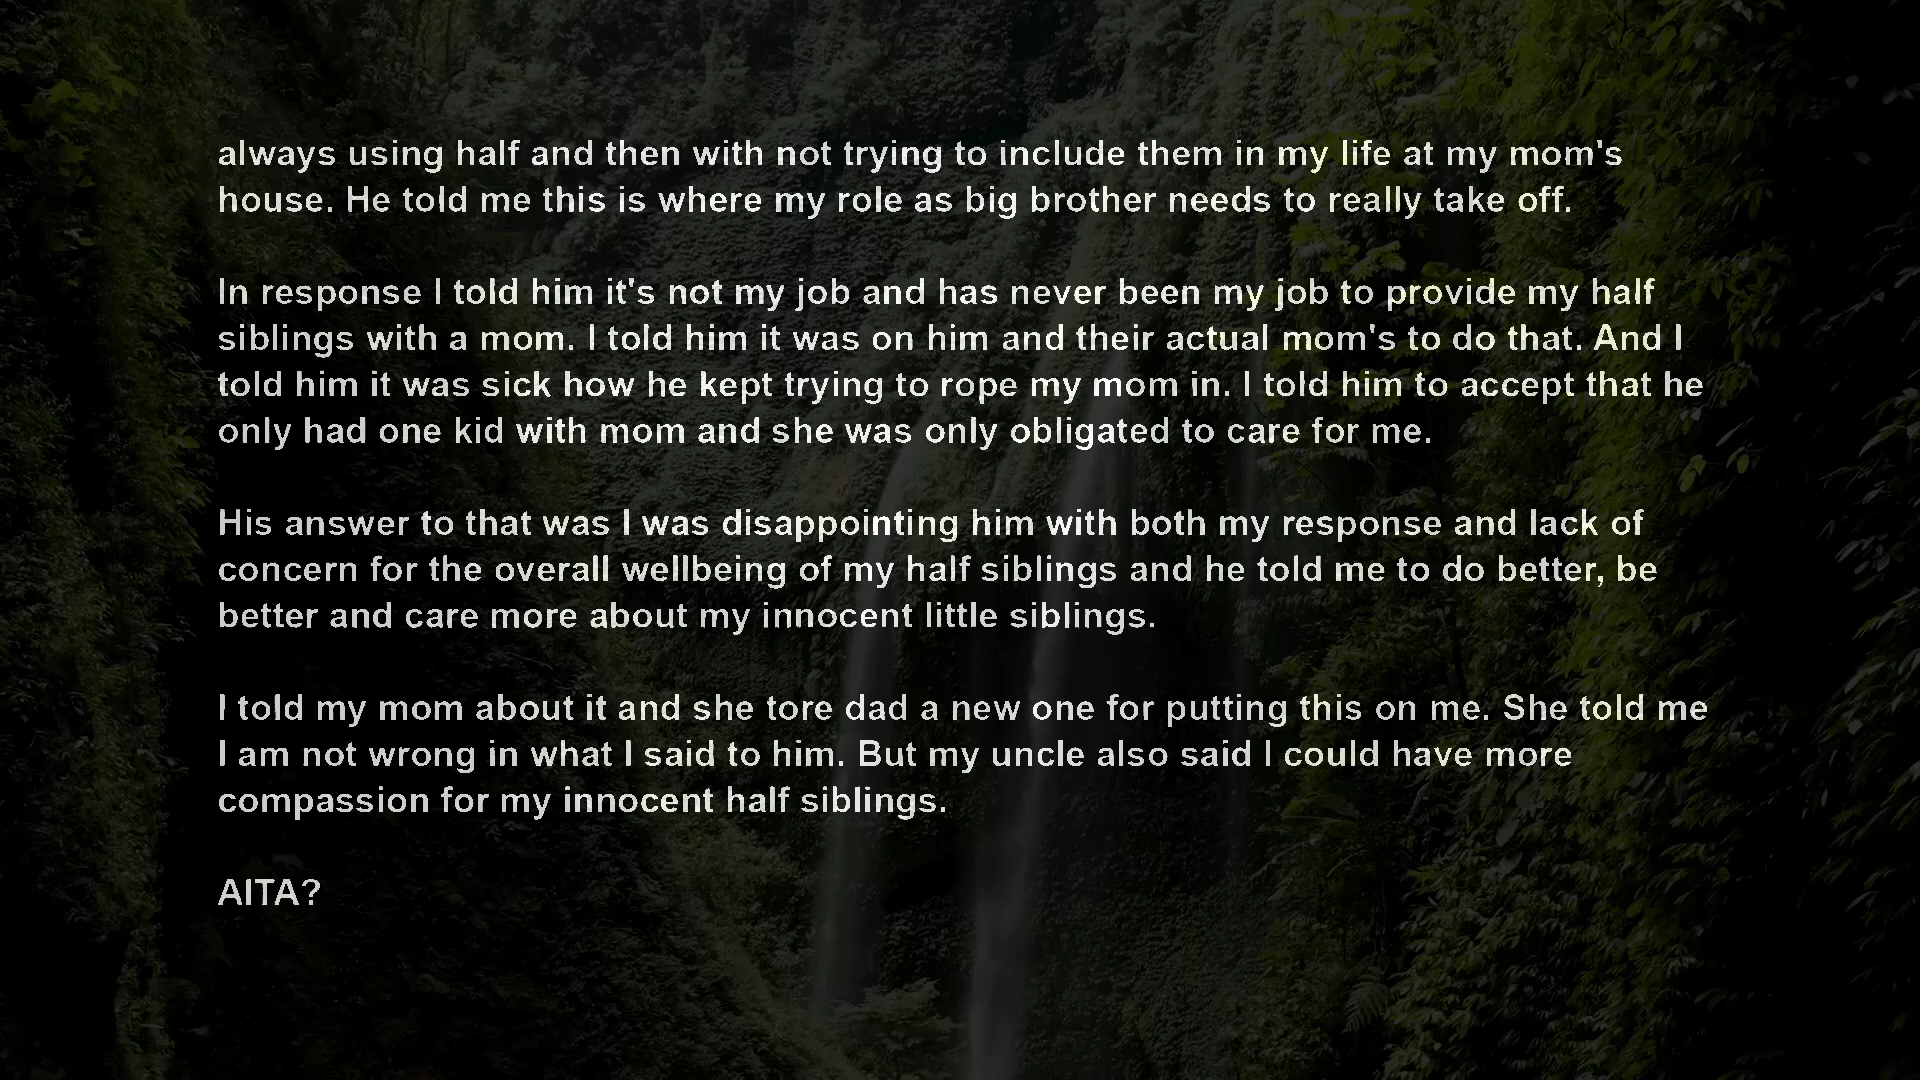 always using half and then with not trying to include them in my life at my mom's
house. He told me this is where my role as big brother needs to really take off.
In response I told him it's not my job and has never been my job to provide my half
siblings with a mom. I told him it was on him and their actual mom's to do that. And I
told him it was sick how he kept trying to rope my mom in. I told him to accept that he
only had one kid with mom and she was only obligated to care for me.
His answer to that was I was disappointing him with both my response and lack of
concern for the overall wellbeing of my half siblings and he told me to do better, be
better and care more about my innocent little siblings.
I told my mom about it and she tore dad a new one for putting this on me. She told me
I am not wrong in what I said to him. But my uncle also said I could have more
compassion for my innocent half siblings.
AITA?